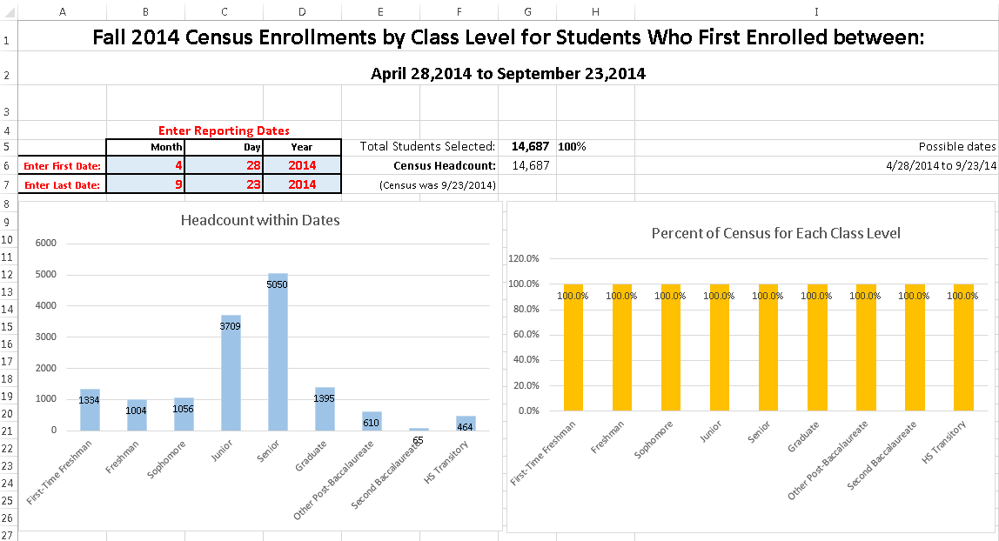 A B C D E F G H I
1 Fall 2014 Census Enrollments by Class Level for Students Who First Enrolled between:
2 April 28,2014 to September 23,2014
3
4 Enter Reporting Dates
5 Month Day Year Total Students Selected: 14,687 100% Possible dates
6 Enter First Date: 4 28 2014 Census Headcount: 14,687 4/28/2014 to 9/23/14
7 Enter Last Date: 9 23 2014 (Census was 9/23/2014)
8
9
10
11
12
13
14
15
16
17
18
19
20
21
22
23
24
25
26
27
Headcount within Dates
6000
5000
4000
3000
2000
1000
0
1334
1004
1056
3709
5050
1395
610
65
464
First-Time Freshman
Freshman
Sophomore
Junior
Senior
Graduate
Other Post-Baccalaureate
Second Baccalaureate
HS Transitory
Percent of Census for Each Class Level
120.0%
100.0%
80.0%
60.0%
40.0%
20.0%
0.0%
100.0% 100.0% 100.0% 100.0% 100.0% 100.0% 100.0% 100.0% 100.0%
First-Time Freshman
Freshman
Sophomore
Junior
Senior
Graduate
Other Post-Baccalaureate
Second Baccalaureate
HS Transitory